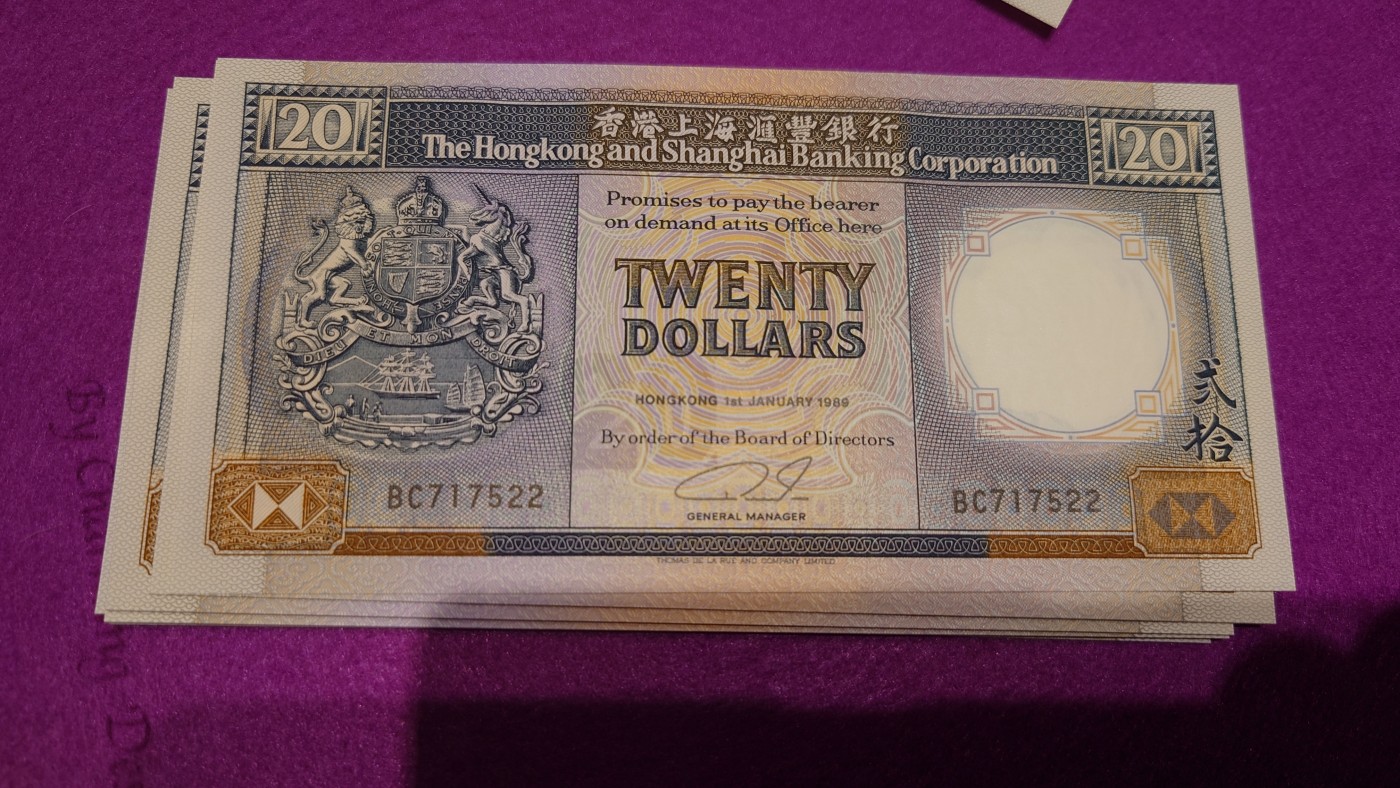 20
20
香港上海滙豐銀行
The Hongkong and Shanghai Banking Corporation
Promises to pay the bearer
on demand at its Office here
TWENTY
DOLLARS
HONGKONG 1st JANUARY 1989
By order of the Board of Directors
GENERAL MANAGER
BC717522
BC717522
DIEU ET MON DROIT
貳拾
THOMAS DE LA RUE AND COMPANY LIMITED
By